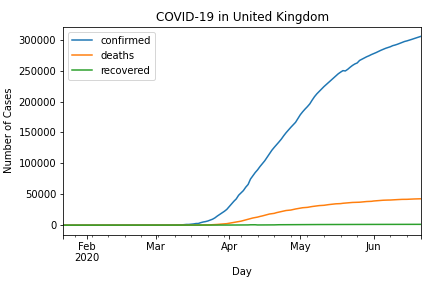 COVID-19 in United Kingdom
confirmed
deaths
recovered
300000
250000
200000
150000
100000
50000
0
Number of Cases
Feb
2020
Mar
Apr
May
Jun
Day